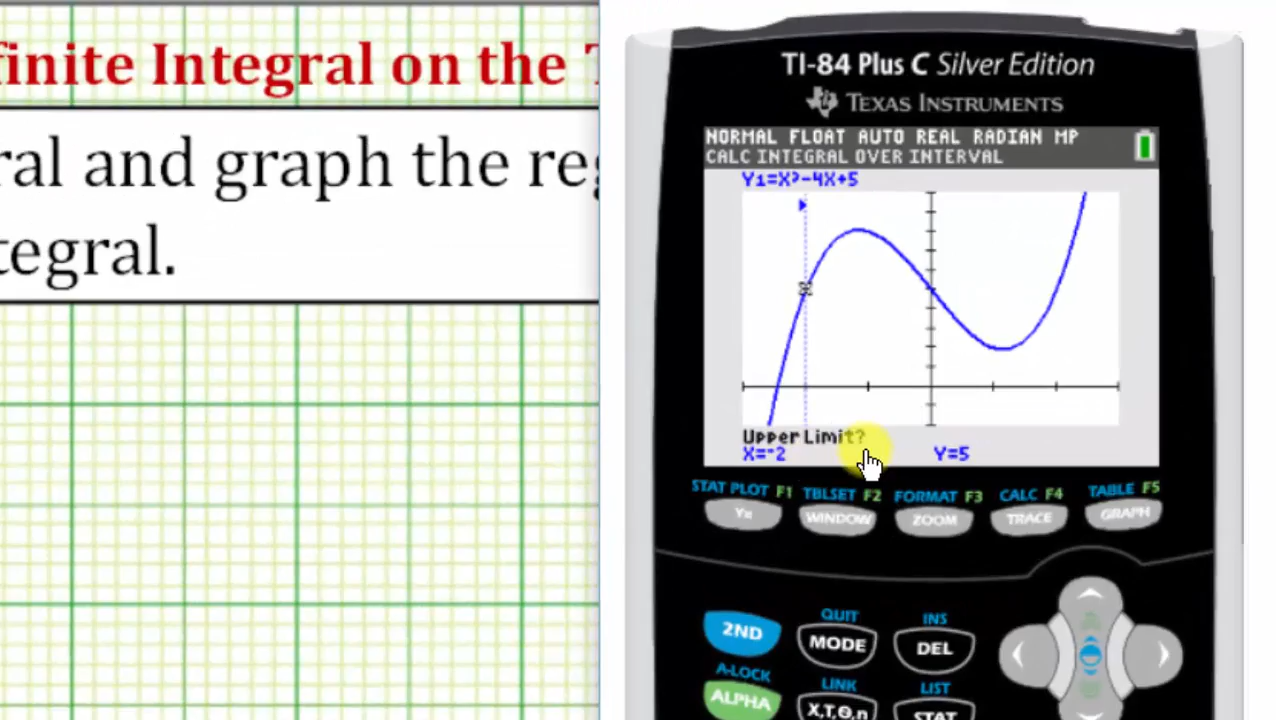 finite Integral on the
TI-84 Plus C Silver Edition
TEXAS INSTRUMENTS
ral and graph the reg
tegral.
NORMAL FLOAT AUTO REAL RADIAN MP
CALC INTEGRAL OVER INTERVAL
Y1=X³-4X+5
Upper Limit?
X=-2 Y=5
STAT PLOT F1 TBLSET F2 FORMAT F3 CALC F4 TABLE F5
Y= WINDOW ZOOM TRACE GRAPH
QUIT INS
2ND MODE DEL
A-LOCK LINK LIST
ALPHA X,T,Θ,n STAT